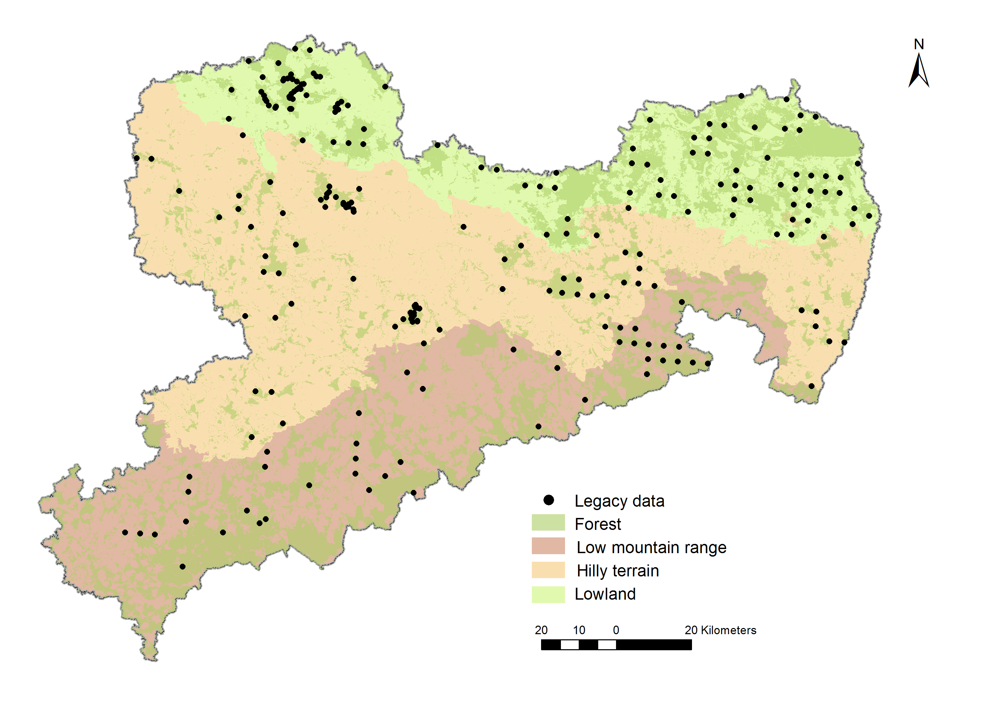 N
Legacy data
Forest
Low mountain range
Hilly terrain
Lowland
20 10 0 20 Kilometers